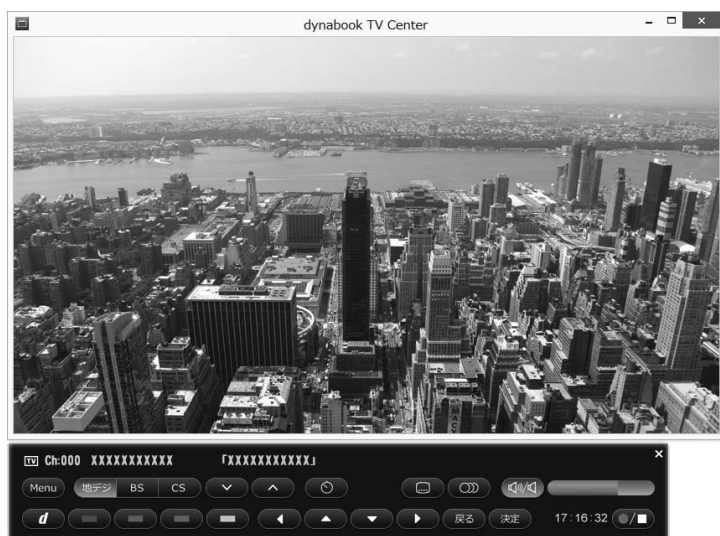 dynabook TV Center
TV Ch:000 XXXXXXXXXXX 「XXXXXXXXXXX」
Menu 地デジ BS CS
d 戻る 決定 17:16:32
MACY